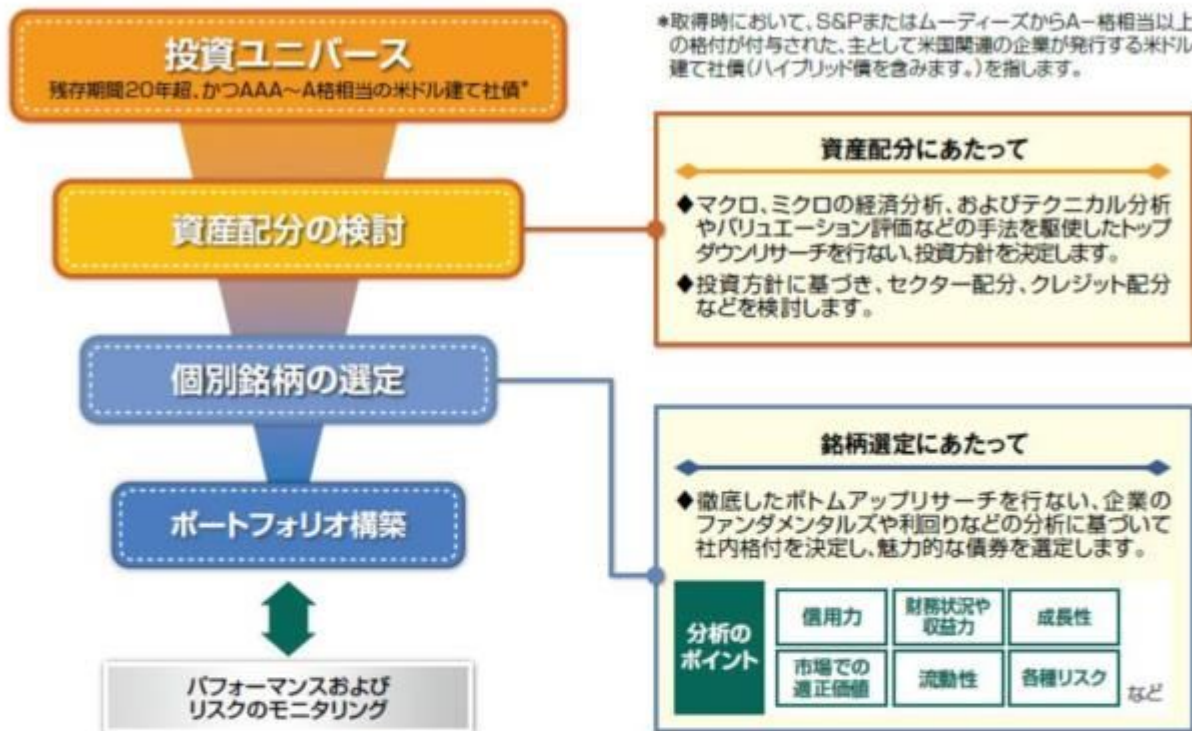 投資ユニバース
残存期間20年超、かつAAA～A格相当の米ドル建て社債*
*取得時において、S&PまたはムーディーズからA－格相当以上
の格付が付与された、主として米国関連の企業が発行する米ドル
建て社債(ハイブリッド債を含みます。)を指します。
資産配分の検討
資産配分にあたって
◆マクロ、ミクロの経済分析、およびテクニカル分析
やバリュエーション評価などの手法を駆使したトップ
ダウンリサーチを行ない、投資方針を決定します。
◆投資方針に基づき、セクター配分、クレジット配分
などを検討します。
個別銘柄の選定
銘柄選定にあたって
◆徹底したボトムアップリサーチを行ない、企業の
ファンダメンタルズや利回りなどの分析に基づいて
社内格付を決定し、魅力的な債券を選定します。
分析の
ポイント
信用力
財務状況や
収益力
成長性
市場での
適正価値
流動性
各種リスク
など
ポートフォリオ構築
パフォーマンスおよび
リスクのモニタリング